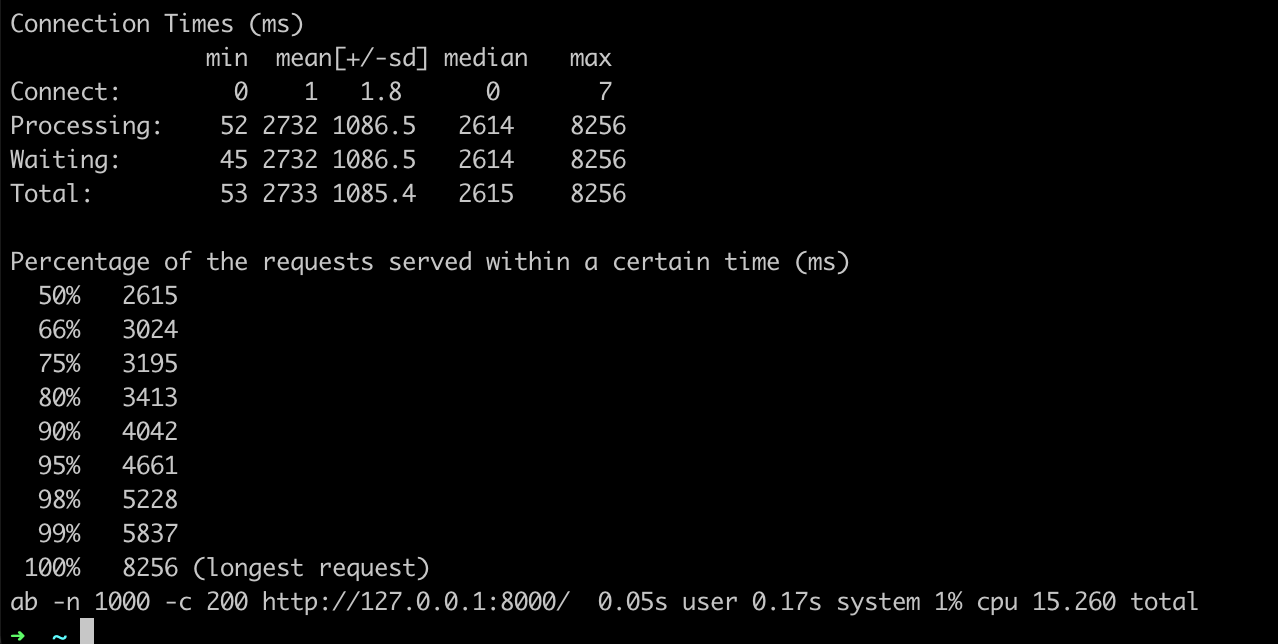 Connection Times (ms)
              min  mean[+/-sd] median   max
Connect:        0    1   1.8      0       7
Processing:    52 2732 1086.5   2614    8256
Waiting:       45 2732 1086.5   2614    8256
Total:         53 2733 1085.4   2615    8256

Percentage of the requests served within a certain time (ms)
  50%   2615
  66%   3024
  75%   3195
  80%   3413
  90%   4042
  95%   4661
  98%   5228
  99%   5837
 100%   8256 (longest request)
ab -n 1000 -c 200 http://127.0.0.1:8000/  0.05s user 0.17s system 1% cpu 15.260 total
➜  ~